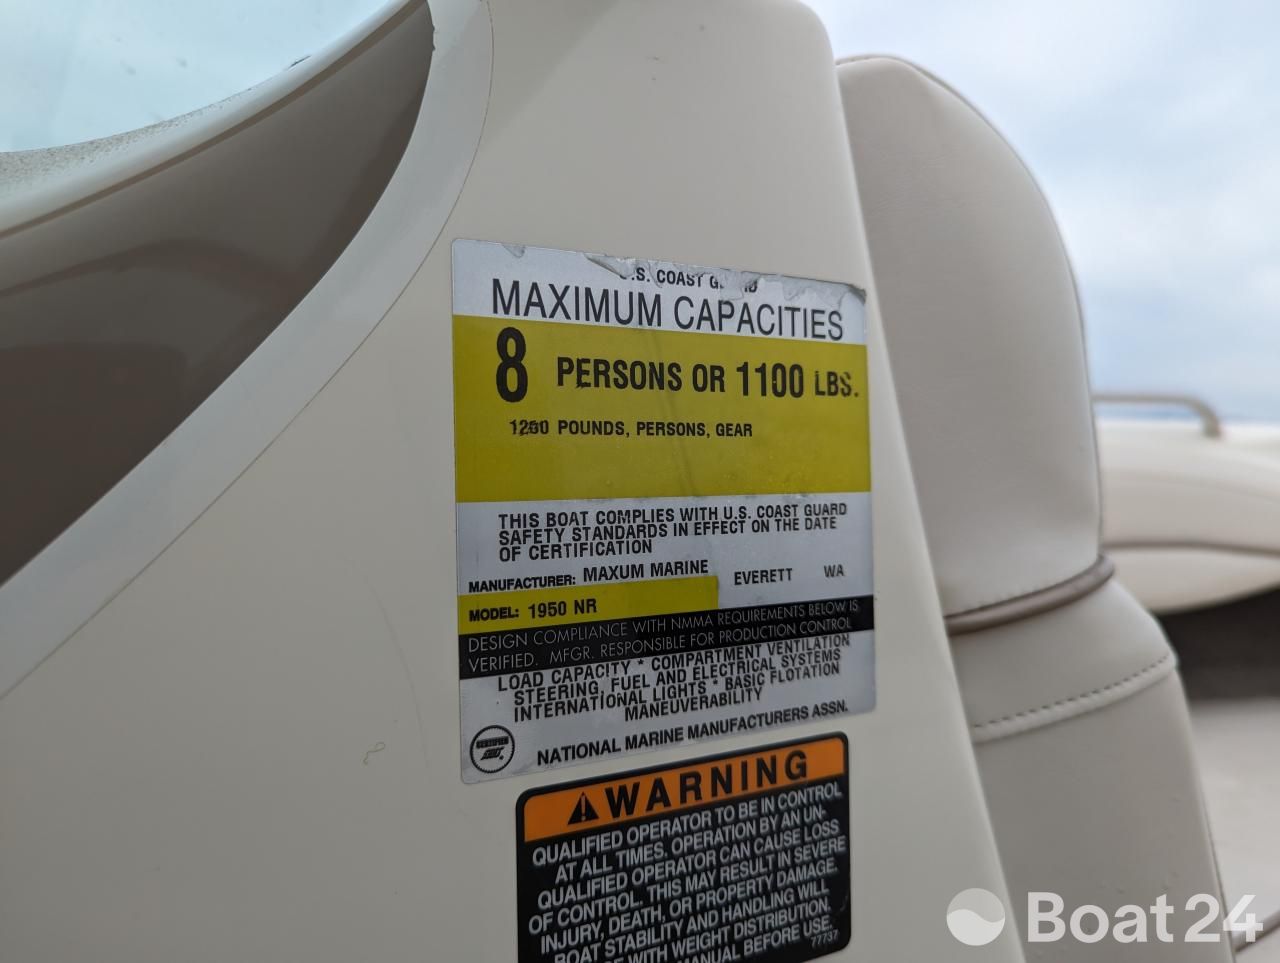 U.S. COAST GUARD
MAXIMUM CAPACITIES
8 PERSONS OR 1100 LBS.
POUNDS, PERSONS, GEAR
THIS BOAT COMPLIES WITH U.S. COAST GUARD
SAFETY STANDARDS IN EFFECT ON THE DATE
OF CERTIFICATION
MANUFACTURER: MAXUM MARINE EVERETT WA
MODEL: 1950 NR
DESIGN COMPLIANCE WITH NMMA REQUIREMENTS BELOW IS
VERIFIED. MFGR. RESPONSIBLE FOR PRODUCTION CONTROL
LOAD CAPACITY * COMPARTMENT VENTILATION
STEERING, FUEL AND ELECTRICAL SYSTEMS
INTERNATIONAL LIGHTS * BASIC FLOTATION
MANEUVERABILITY
CERTIFIED
NATIONAL MARINE MANUFACTURERS ASSN.
WARNING
QUALIFIED OPERATOR TO BE IN CONTROL
AT ALL TIMES. OPERATION BY AN UN-
QUALIFIED OPERATOR CAN CAUSE LOSS
OF CONTROL. THIS MAY RESULT IN SEVERE
INJURY, DEATH, OR PROPERTY DAMAGE.
BOAT STABILITY AND HANDLING WILL
WITH WEIGHT DISTRIBUTION.
MANUAL BEFORE USE.
77737
Boat24